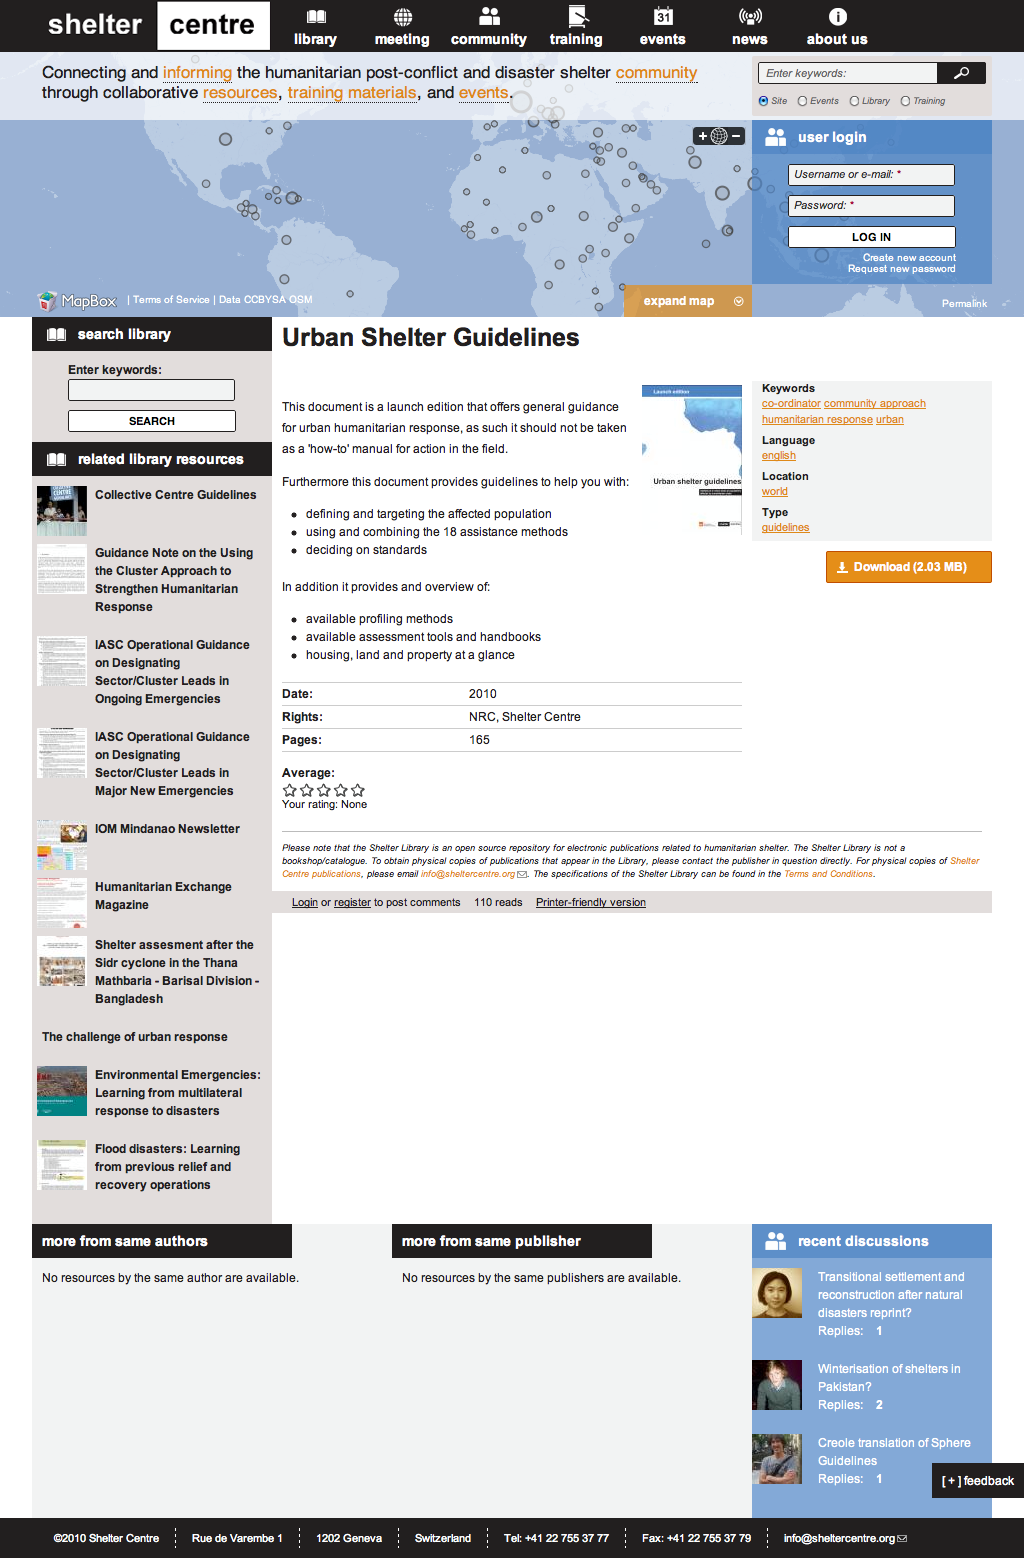 shelter centre
library
meeting
community
training
31
events
news
about us
Connecting and informing the humanitarian post-conflict and disaster shelter community
through collaborative resources, training materials, and events.
Enter keywords:
Site Events Library Training
user login
Username or e-mail: *
Password: *
LOG IN
Create new account
Request new password
MapBox | Terms of Service | Data CCBYSA OSM
expand map
Permalink
search library
Enter keywords:
SEARCH
related library resources
Collective Centre Guidelines
Guidance Note on the Using
the Cluster Approach to
Strengthen Humanitarian
Response
IASC Operational Guidance
on Designating
Sector/Cluster Leads in
Ongoing Emergencies
IASC Operational Guidance
on Designating
Sector/Cluster Leads in
Major New Emergencies
IOM Mindanao Newsletter
Humanitarian Exchange
Magazine
Shelter assesment after the
Sidr cyclone in the Thana
Mathbaria - Barisal Division -
Bangladesh
The challenge of urban response
Environmental Emergencies:
Learning from multilateral
response to disasters
Flood disasters: Learning
from previous relief and
recovery operations
Urban Shelter Guidelines
This document is a launch edition that offers general guidance
for urban humanitarian response, as such it should not be taken
as a 'how-to' manual for action in the field.
Furthermore this document provides guidelines to help you with:
defining and targeting the affected population
using and combining the 18 assistance methods
deciding on standards
In addition it provides and overview of:
available profiling methods
available assessment tools and handbooks
housing, land and property at a glance
Launch edition
Urban shelter guidelines
Date: 2010
Rights: NRC, Shelter Centre
Pages: 165
Average:
Your rating: None
Please note that the Shelter Library is an open source repository for electronic publications related to humanitarian shelter. The Shelter Library is not a
bookshop/catalogue. To obtain physical copies of publications that appear in the Library, please contact the publisher in question directly. For physical copies of Shelter
Centre publications, please email info@sheltercentre.org. The specifications of the Shelter Library can be found in the Terms and Conditions.
Login or register to post comments 110 reads Printer-friendly version
Keywords
co-ordinator community approach
humanitarian response urban
Language
english
Location
world
Type
guidelines
Download (2.03 MB)
more from same authors
No resources by the same author are available.
more from same publisher
No resources by the same publishers are available.
recent discussions
Transitional settlement and
reconstruction after natural
disasters reprint?
Replies: 1
Winterisation of shelters in
Pakistan?
Replies: 2
Creole translation of Sphere
Guidelines
Replies: 1
[+] feedback
©2010 Shelter Centre Rue de Varembe 1 1202 Geneva Switzerland Tel: +41 22 755 37 77 Fax: +41 22 755 37 79 info@sheltercentre.org